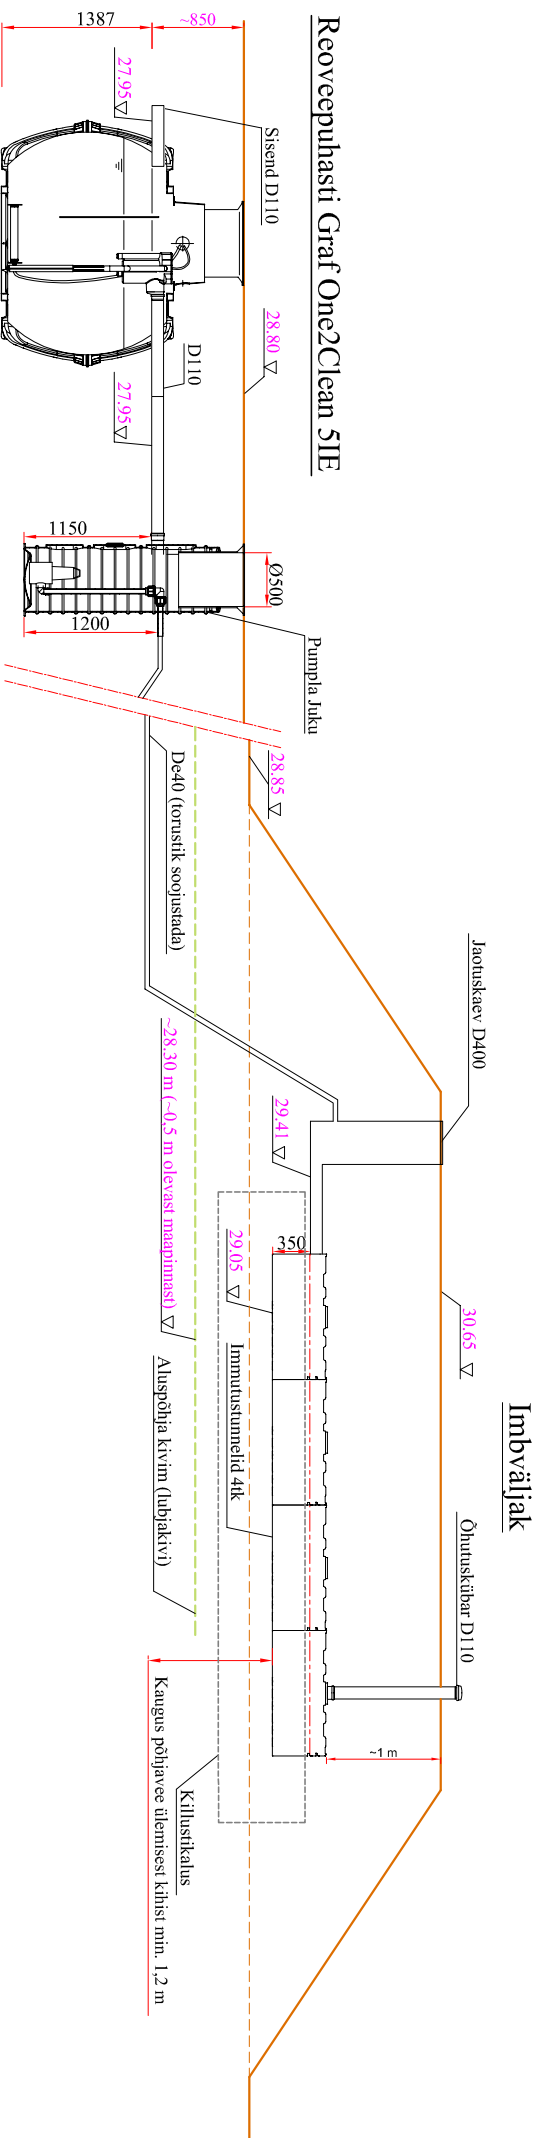 Reoveepuhasti Graf One2Clean 5IE
Imbväljak
1387
~850
27.95
Sisend D110
28.80
D110
27.95
1150
1200
Ø500
Pumpla Juku
28.85
De40 (torustik soojustada)
Jaotuskaev D400
~28.30 m (~0,5 m olevast maapinnast)
29.41
350
29.05
30.65
Immutustunnelid 4tk
Aluspõhja kivim (lubjakivi)
Õhutuskübar D110
~1 m
Killustikalus
Kaugus põhjavee ülemisest kihist min. 1,2 m